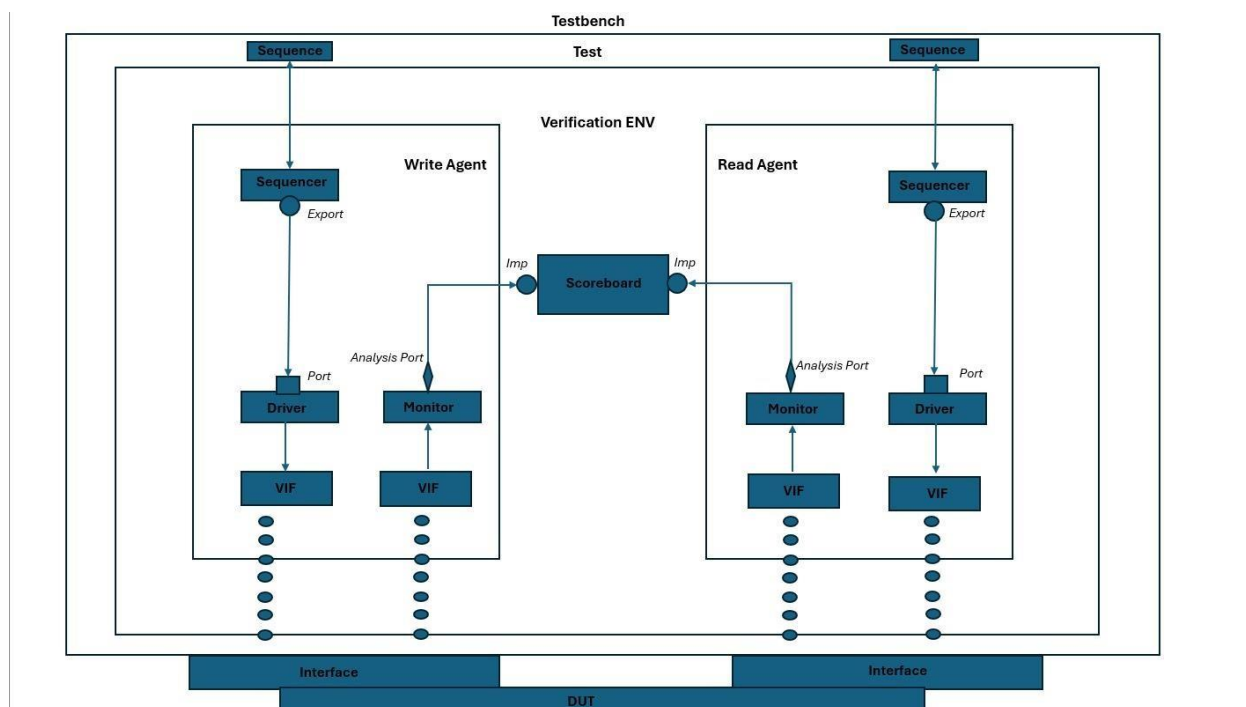 Testbench
Sequence
Test
Sequence
Verification ENV
Write Agent
Read Agent
Sequencer
Export
Sequencer
Export
Imp
Scoreboard
Imp
Analysis Port
Port
Driver
Monitor
Analysis Port
Port
Monitor
Driver
VIF
VIF
VIF
VIF
Interface
Interface
DUT